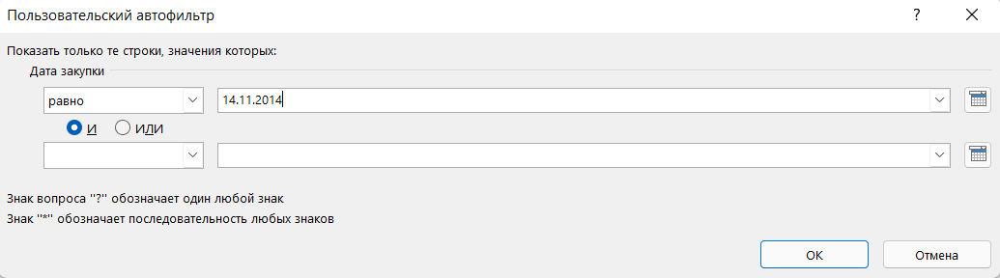 Пользовательский автофильтр ?
Показать только те строки, значения которых:
Дата закупки
равно 14.11.2014
И ИЛИ
Знак вопроса "?" обозначает один любой знак
Знак "*" обозначает последовательность любых знаков
ОК Отмена